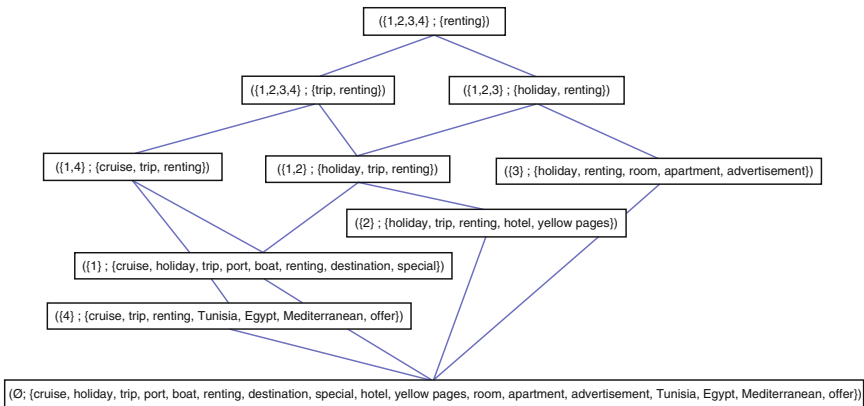 ({1,2,3,4} ; {renting})
({1,2,3,4} ; {trip, renting})
({1,2,3} ; {holiday, renting})
({1,4} ; {cruise, trip, renting})
({1,2} ; {holiday, trip, renting})
({3} ; {holiday, renting, room, apartment, advertisement})
({2} ; {holiday, trip, renting, hotel, yellow pages})
({1} ; {cruise, holiday, trip, port, boat, renting, destination, special})
({4} ; {cruise, trip, renting, Tunisia, Egypt, Mediterranean, offer})
(Ø; {cruise, holiday, trip, port, boat, renting, destination, special, hotel, yellow pages, room, apartment, advertisement, Tunisia, Egypt, Mediterranean, offer})